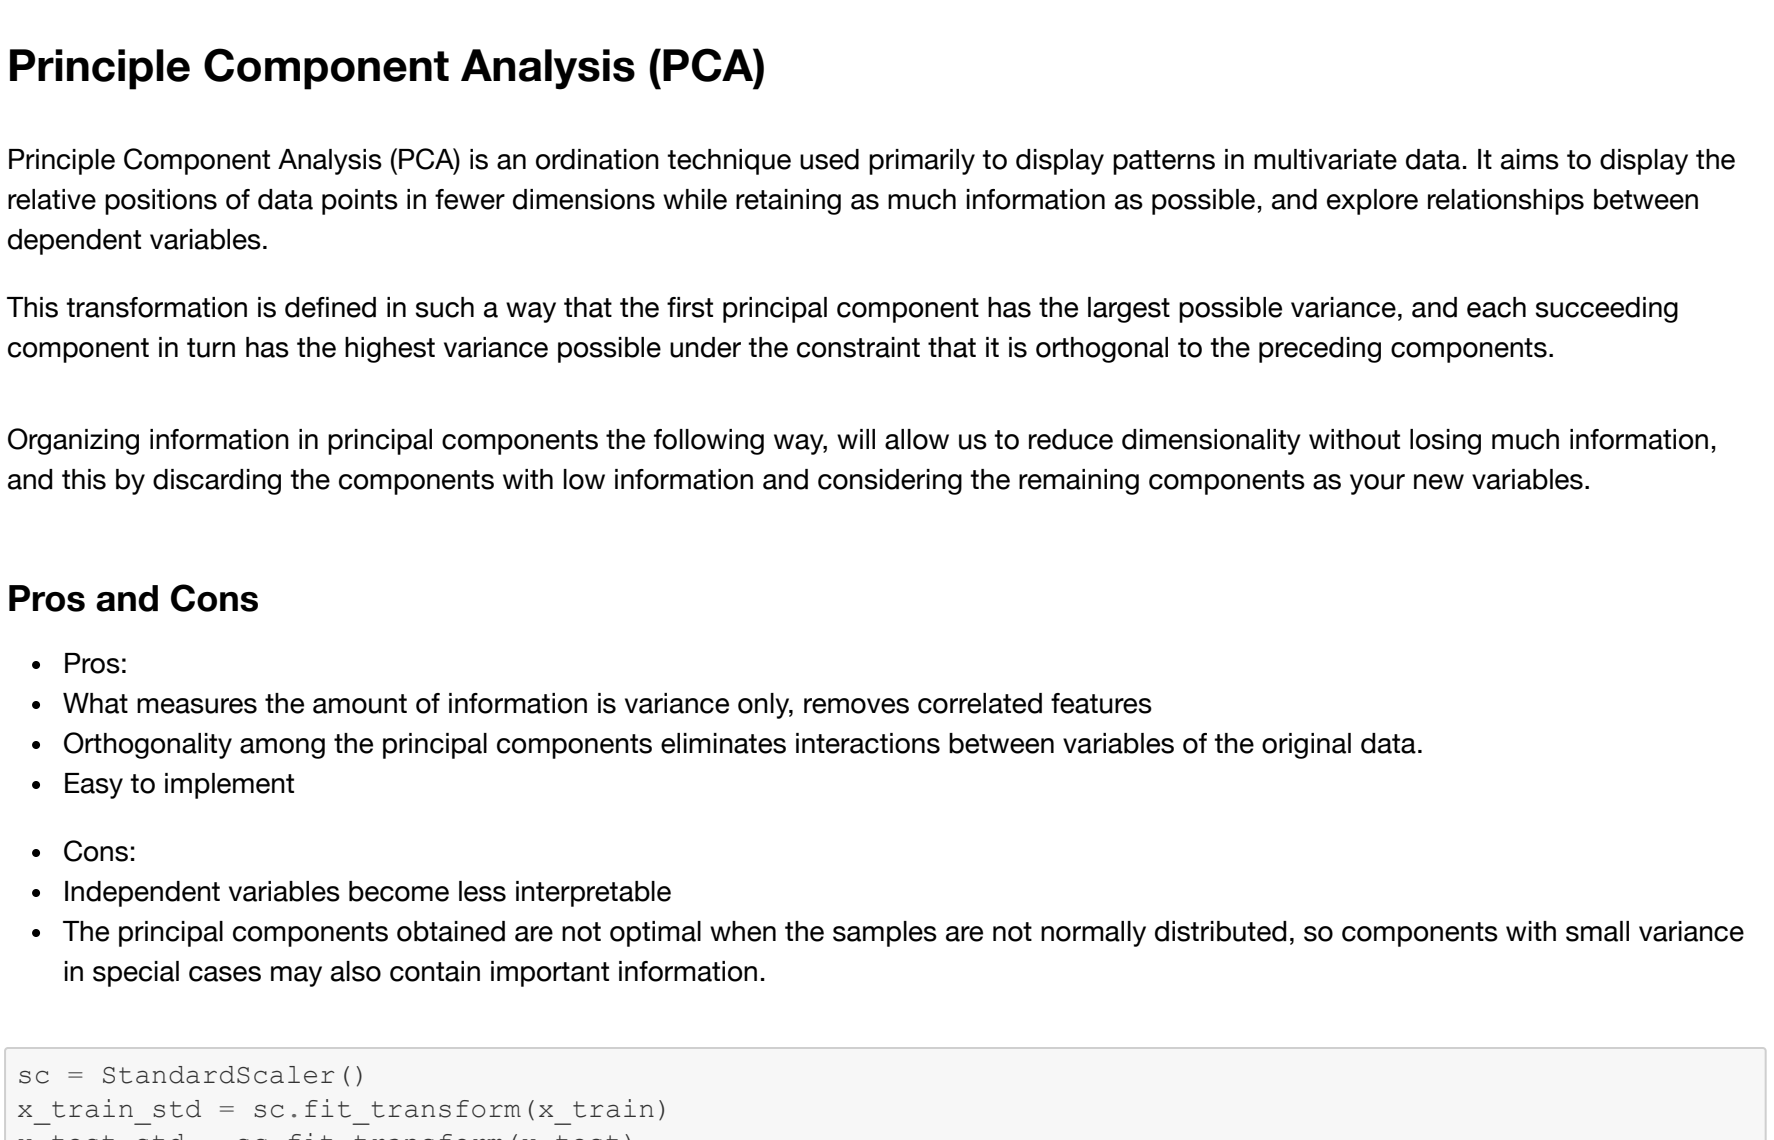 Principle Component Analysis (PCA)
Principle Component Analysis (PCA) is an ordination technique used primarily to display patterns in multivariate data. It aims to display the
relative positions of data points in fewer dimensions while retaining as much information as possible, and explore relationships between
dependent variables.
This transformation is defined in such a way that the first principal component has the largest possible variance, and each succeeding
component in turn has the highest variance possible under the constraint that it is orthogonal to the preceding components.
Organizing information in principal components the following way, will allow us to reduce dimensionality without losing much information,
and this by discarding the components with low information and considering the remaining components as your new variables.
Pros and Cons
• Pros:
• What measures the amount of information is variance only, removes correlated features
• Orthogonality among the principal components eliminates interactions between variables of the original data.
• Easy to implement
• Cons:
• Independent variables become less interpretable
• The principal components obtained are not optimal when the samples are not normally distributed, so components with small variance
in special cases may also contain important information.
sc = StandardScaler()
x_train_std = sc.fit_transform(x_train)
x_test_std = sc.fit_transform(x_test)